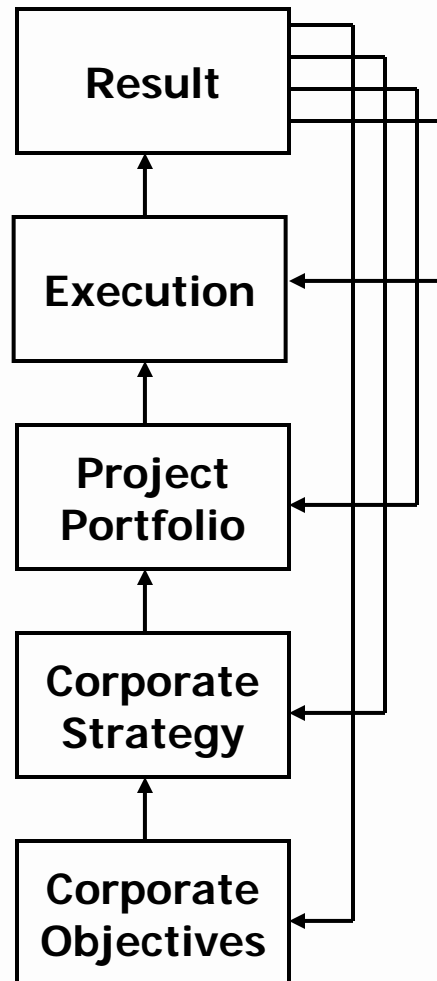 Result
Execution
Project
Portfolio
Corporate
Strategy
Corporate
Objectives